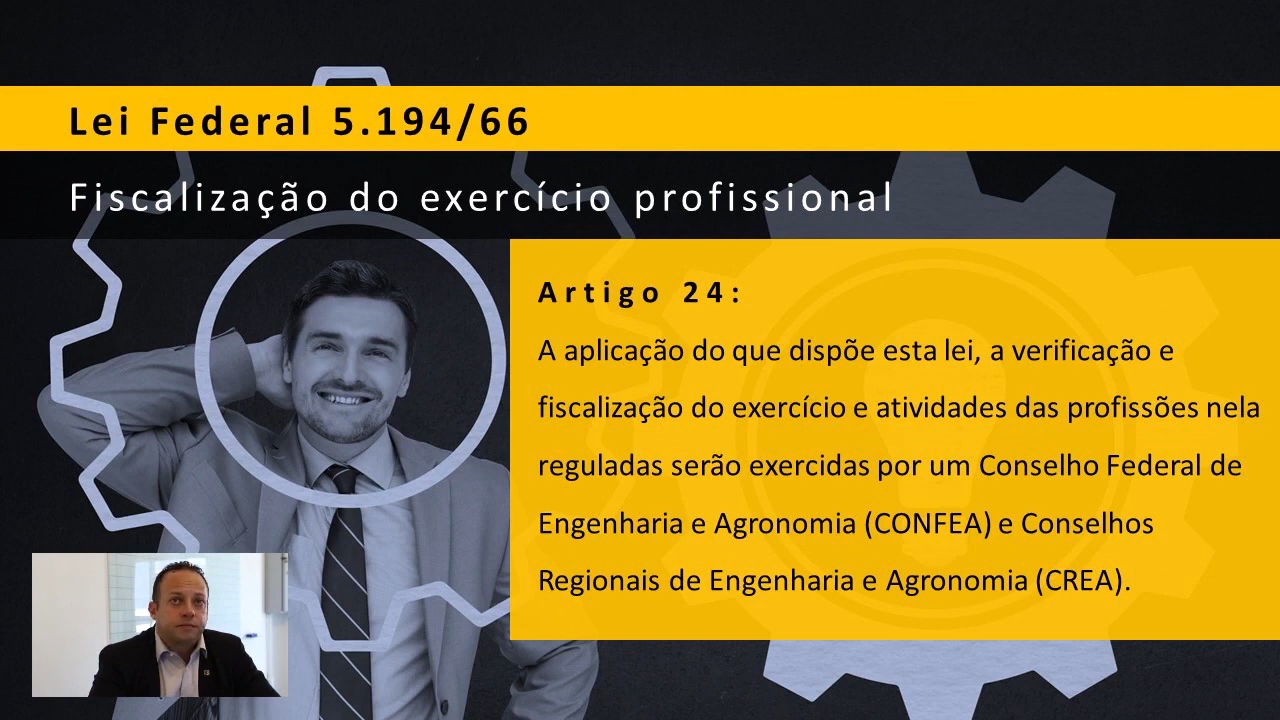 Lei Federal 5.194/66
Fiscalização do exercício profissional
Artigo 24:
A aplicação do que dispõe esta lei, a verificação e
fiscalização do exercício e atividades das profissões nela
reguladas serão exercidas por um Conselho Federal de
Engenharia e Agronomia (CONFEA) e Conselhos
Regionais de Engenharia e Agronomia (CREA).